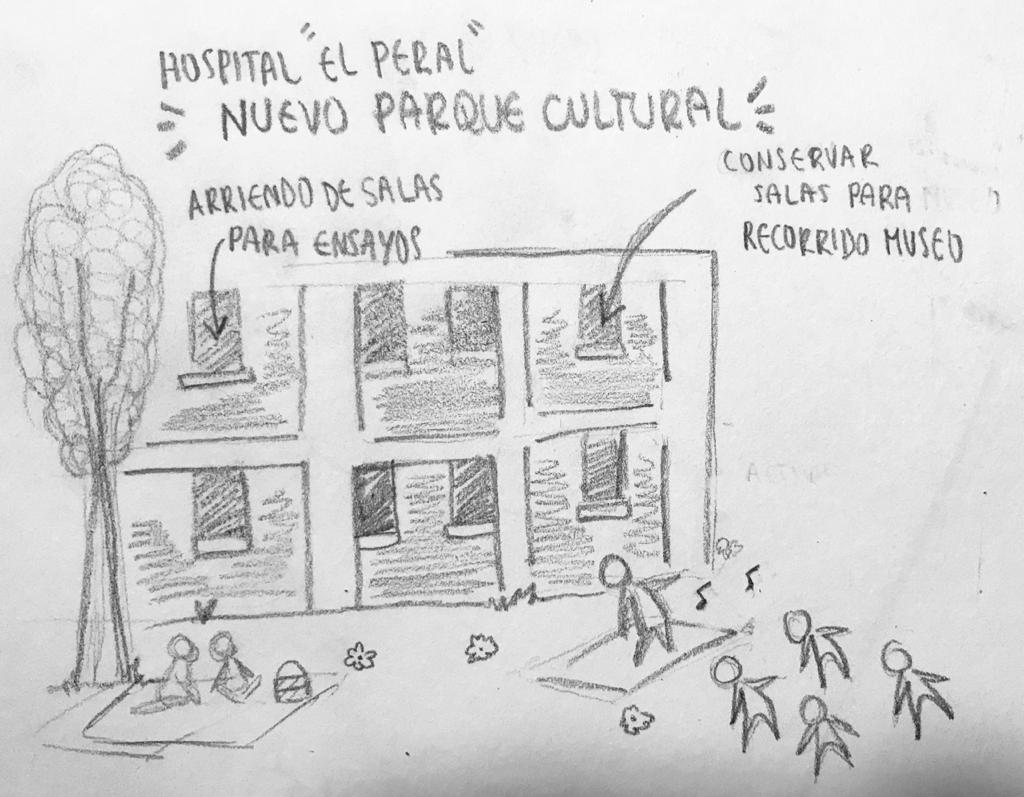 HOSPITAL "EL PERAL"
NUEVO PARQUE CULTURAL
ARRIENDO DE SALAS
PARA ENSAYOS
CONSERVAR
SALAS PARA
RECORRIDO MUSEO